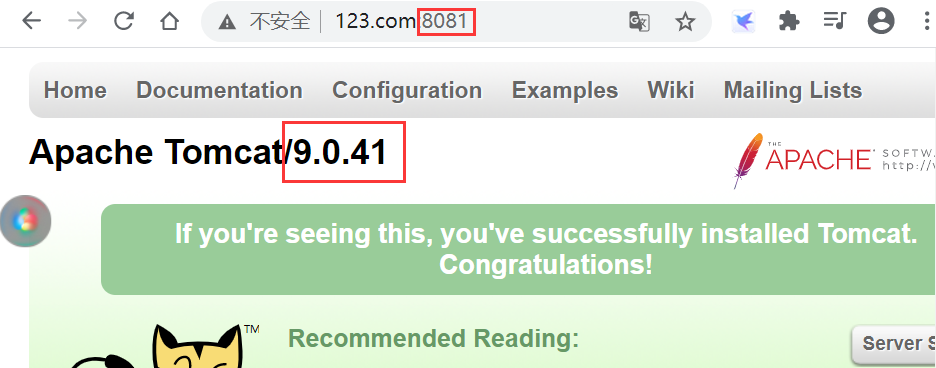 不安全 | 123.com:8081
Home Documentation Configuration Examples Wiki Mailing Lists
Apache Tomcat/9.0.41
THE
APACHE
SOFTW
http://
If you're seeing this, you've successfully installed Tomcat.
Congratulations!
TM
Recommended Reading:
Server S